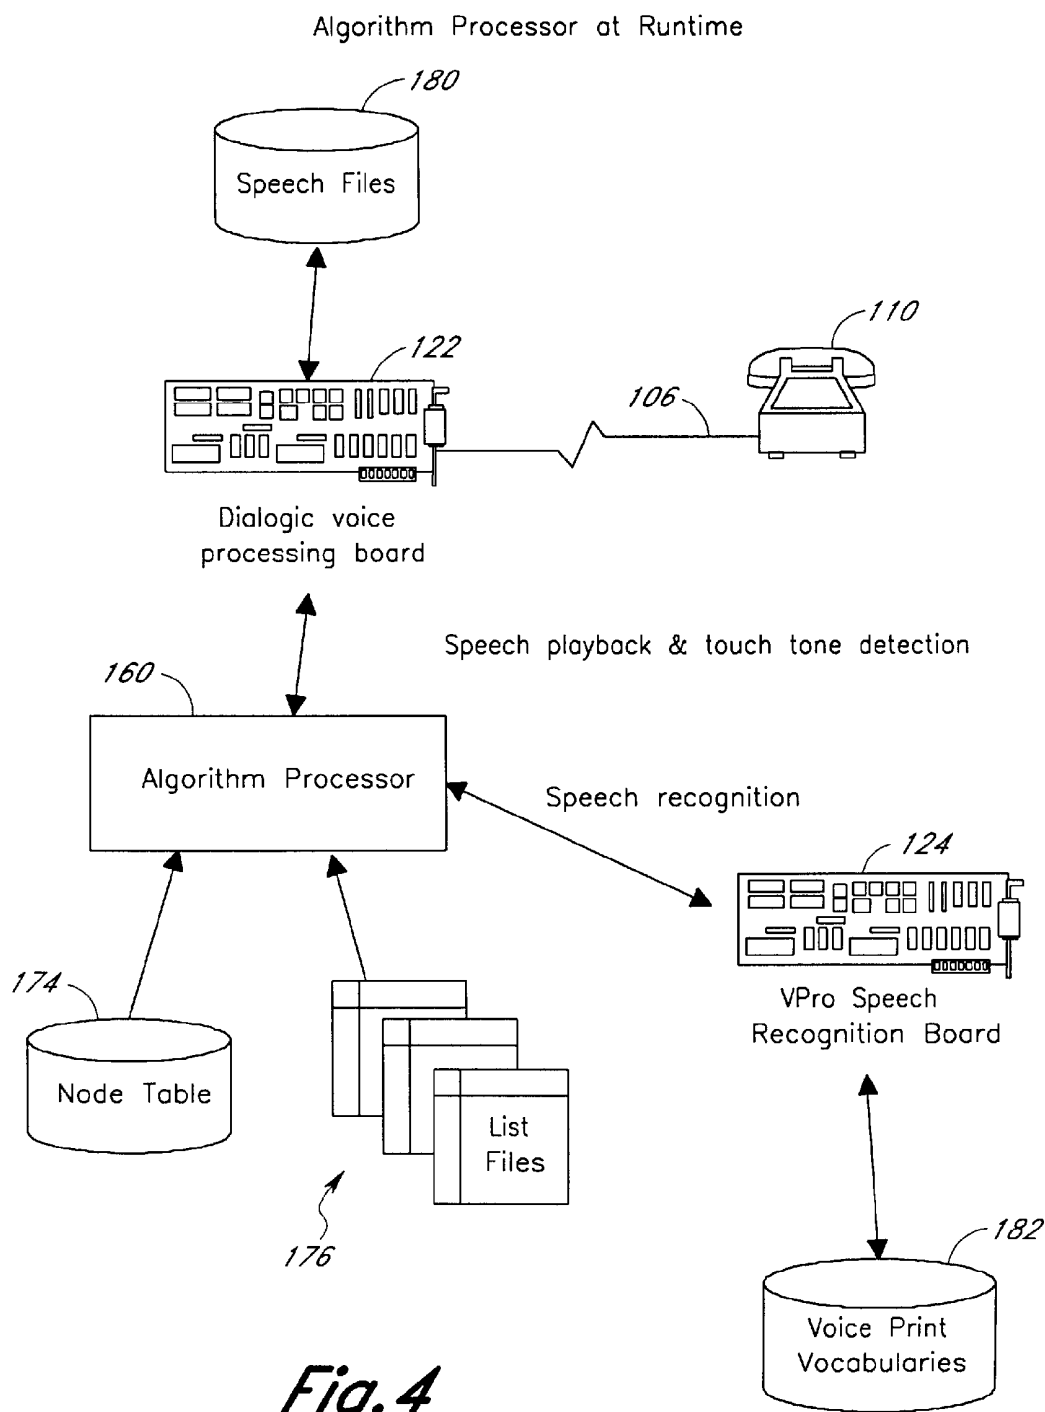 Algorithm Processor at Runtime
180
Speech Files
110
122
106
Dialogic voice
processing board
Speech playback & touch tone detection
160
Algorithm Processor
Speech recognition
124
VPro Speech
Recognition Board
174
Node Table
List
Files
176
182
Voice Print
Vocabularies
Fig.4